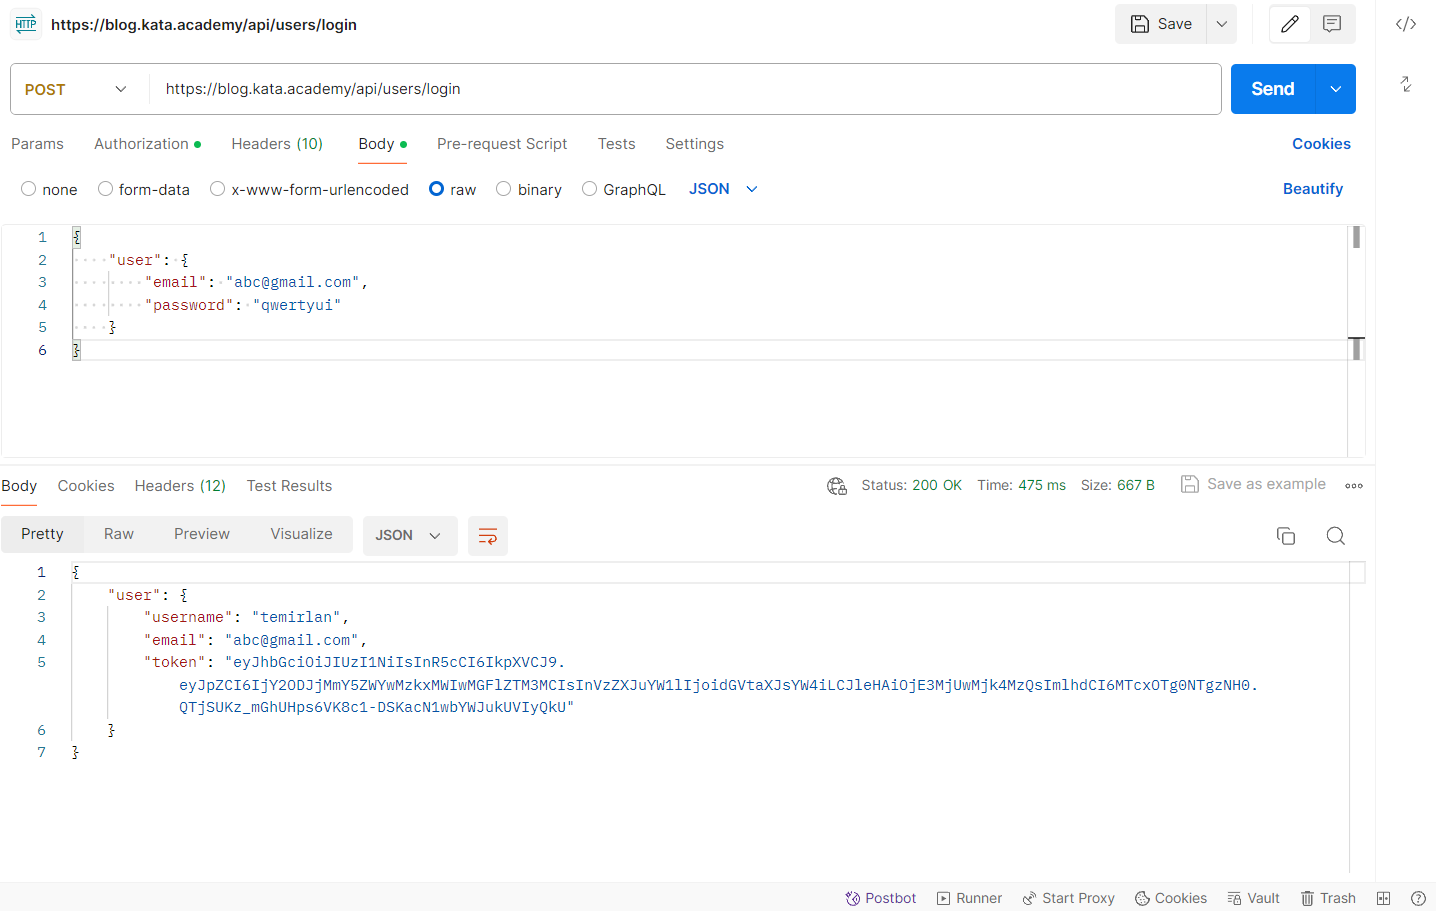 HTTP https://blog.kata.academy/api/users/login Save
POST https://blog.kata.academy/api/users/login Send
Params Authorization Headers (10) Body Pre-request Script Tests Settings Cookies
none form-data x-www-form-urlencoded raw binary GraphQL JSON Beautify
1 {
2 "user": {
3 "email": "abc@gmail.com",
4 "password": "qwertyui"
5 }
6 }
Body Cookies Headers (12) Test Results Status: 200 OK Time: 475 ms Size: 667 B Save as example
Pretty Raw Preview Visualize JSON
1 {
2 "user": {
3 "username": "temirlan",
4 "email": "abc@gmail.com",
5 "token": "eyJhbGciOiJIUzI1NiIsInR5cCI6IkpXVCJ9.
eyJpZCI6IjY2ODJjMmY5ZWYwMzkxMWIwMGFlZTM3MCIsInVzZXJuYW1lIjoidGVtaXJsYW4iLCJleHAiOjE3MjUwMjk4MzQsImlhdCI6MTcxOTg0NTgzNH0.
QTjSUKz_mGhUHps6VK8c1-DSKacN1wbYWJukUVIyQkU"
6 }
7 }
Postbot Runner Start Proxy Cookies Vault Trash